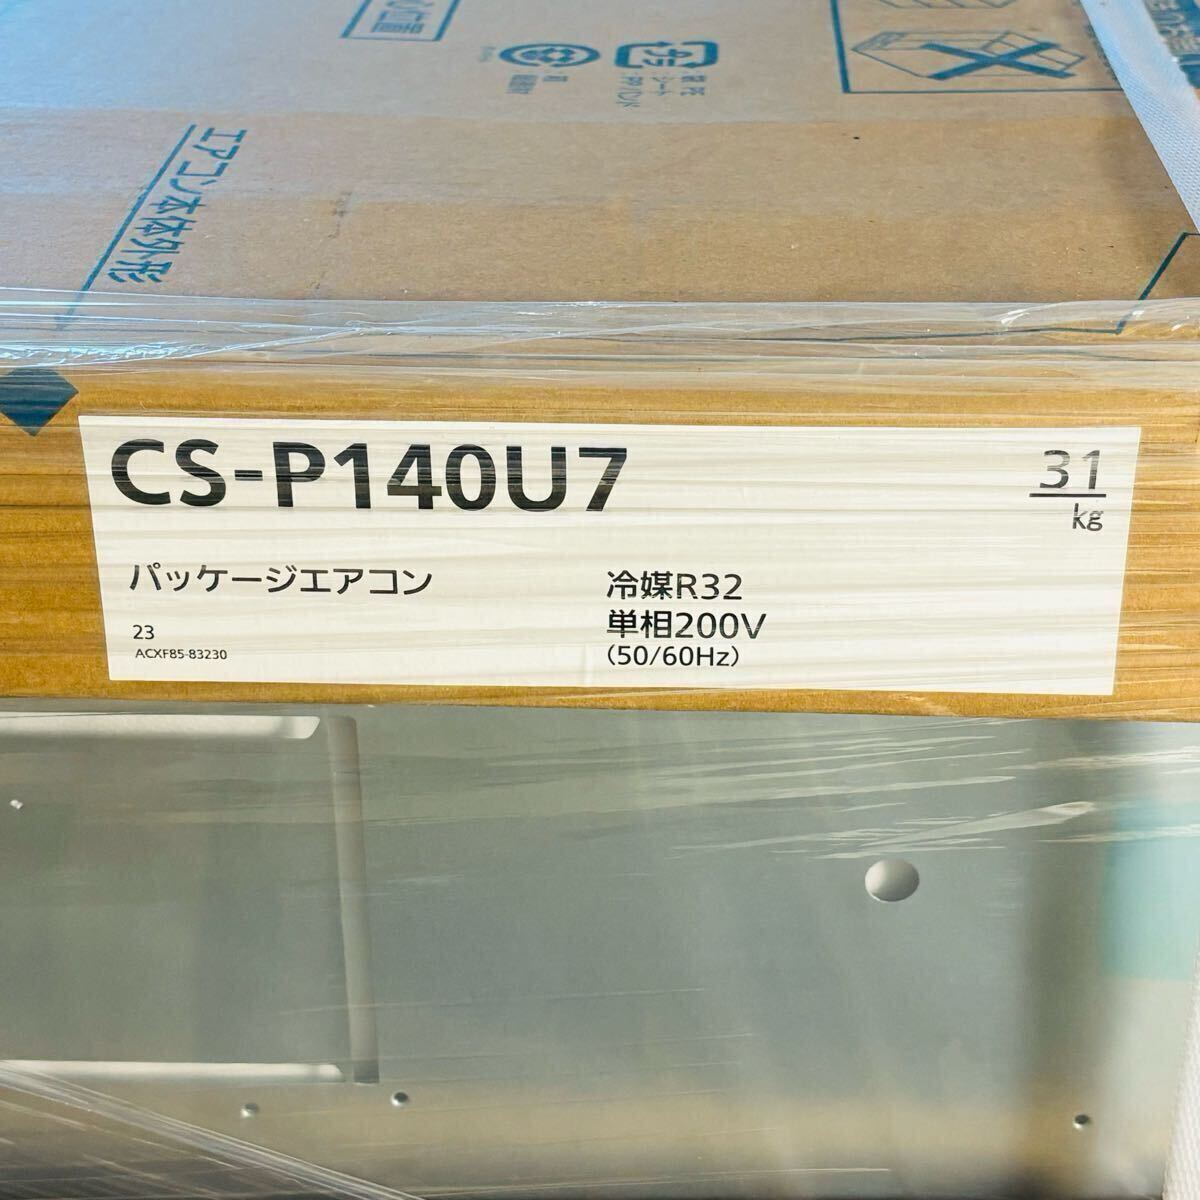 エアコン本体外形
CS-P140U7
31
kg
パッケージエアコン
冷媒R32
単相200V
(50/60Hz)
23
ACXF85-83230